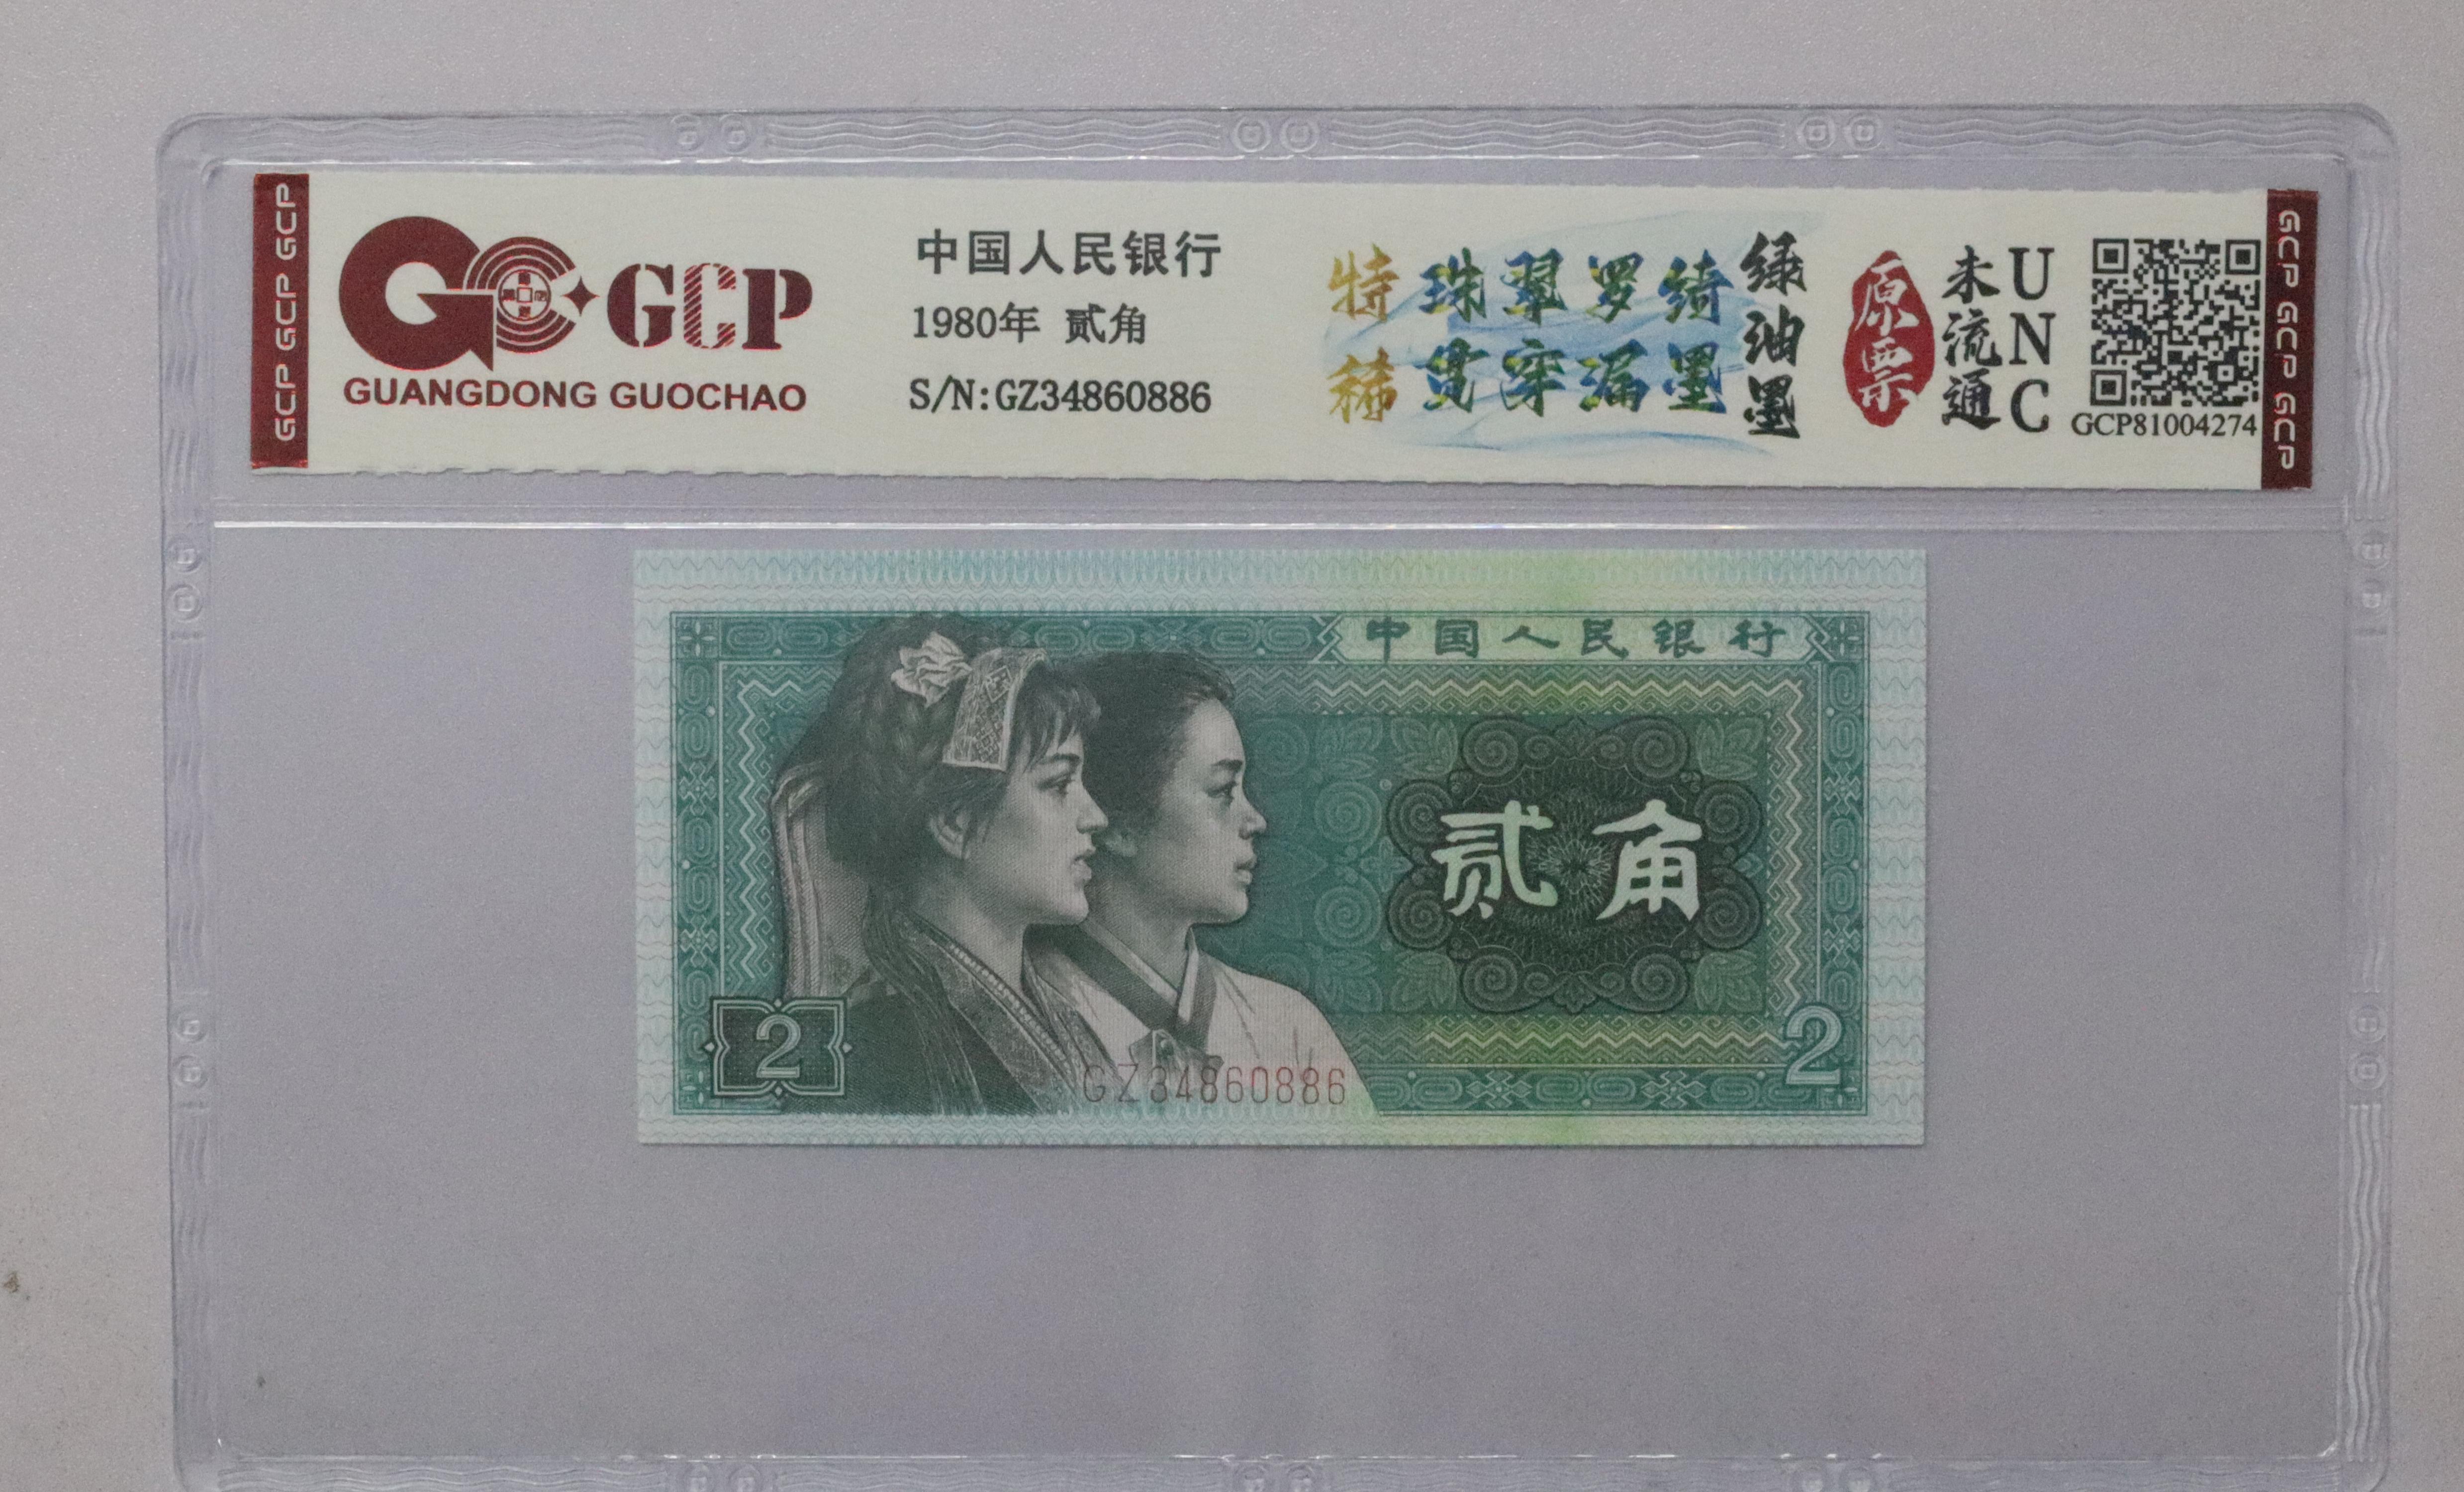 GCP GCP GCP
GCP
GUANGDONG GUOCHAO
中国人民银行
1980年 贰角
S/N:GZ34860886
特稀
珠翠罗绮
贯穿漏墨
绿油墨
原票
未流通
UNC
GCP81004274
GCP GCP GCP
中国人民银行
贰角
2
2
GZ34860886